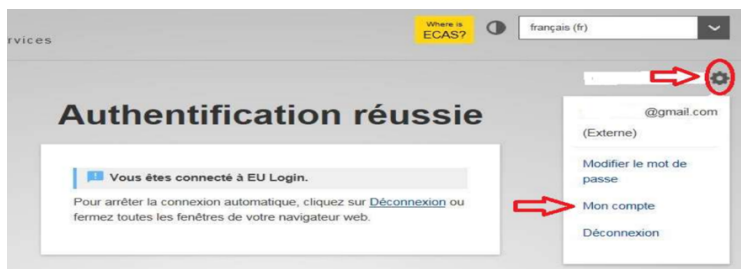 Where is
ECAS?
français (fr)
rvices
Authentification réussie
@gmail.com
(Externe)
Vous êtes connecté à EU Login.
Modifier le mot de
passe
Pour arrêter la connexion automatique, cliquez sur Déconnexion ou
fermez toutes les fenêtres de votre navigateur web.
Mon compte
Déconnexion